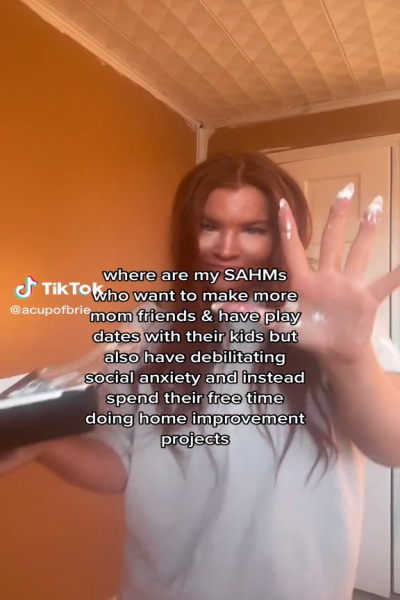 TikTok
@acupofbrie
where are my SAHMs
who want to make more
mom friends & have play
dates with their kids but
also have debilitating
social anxiety and instead
spend their free time
doing home improvement
projects